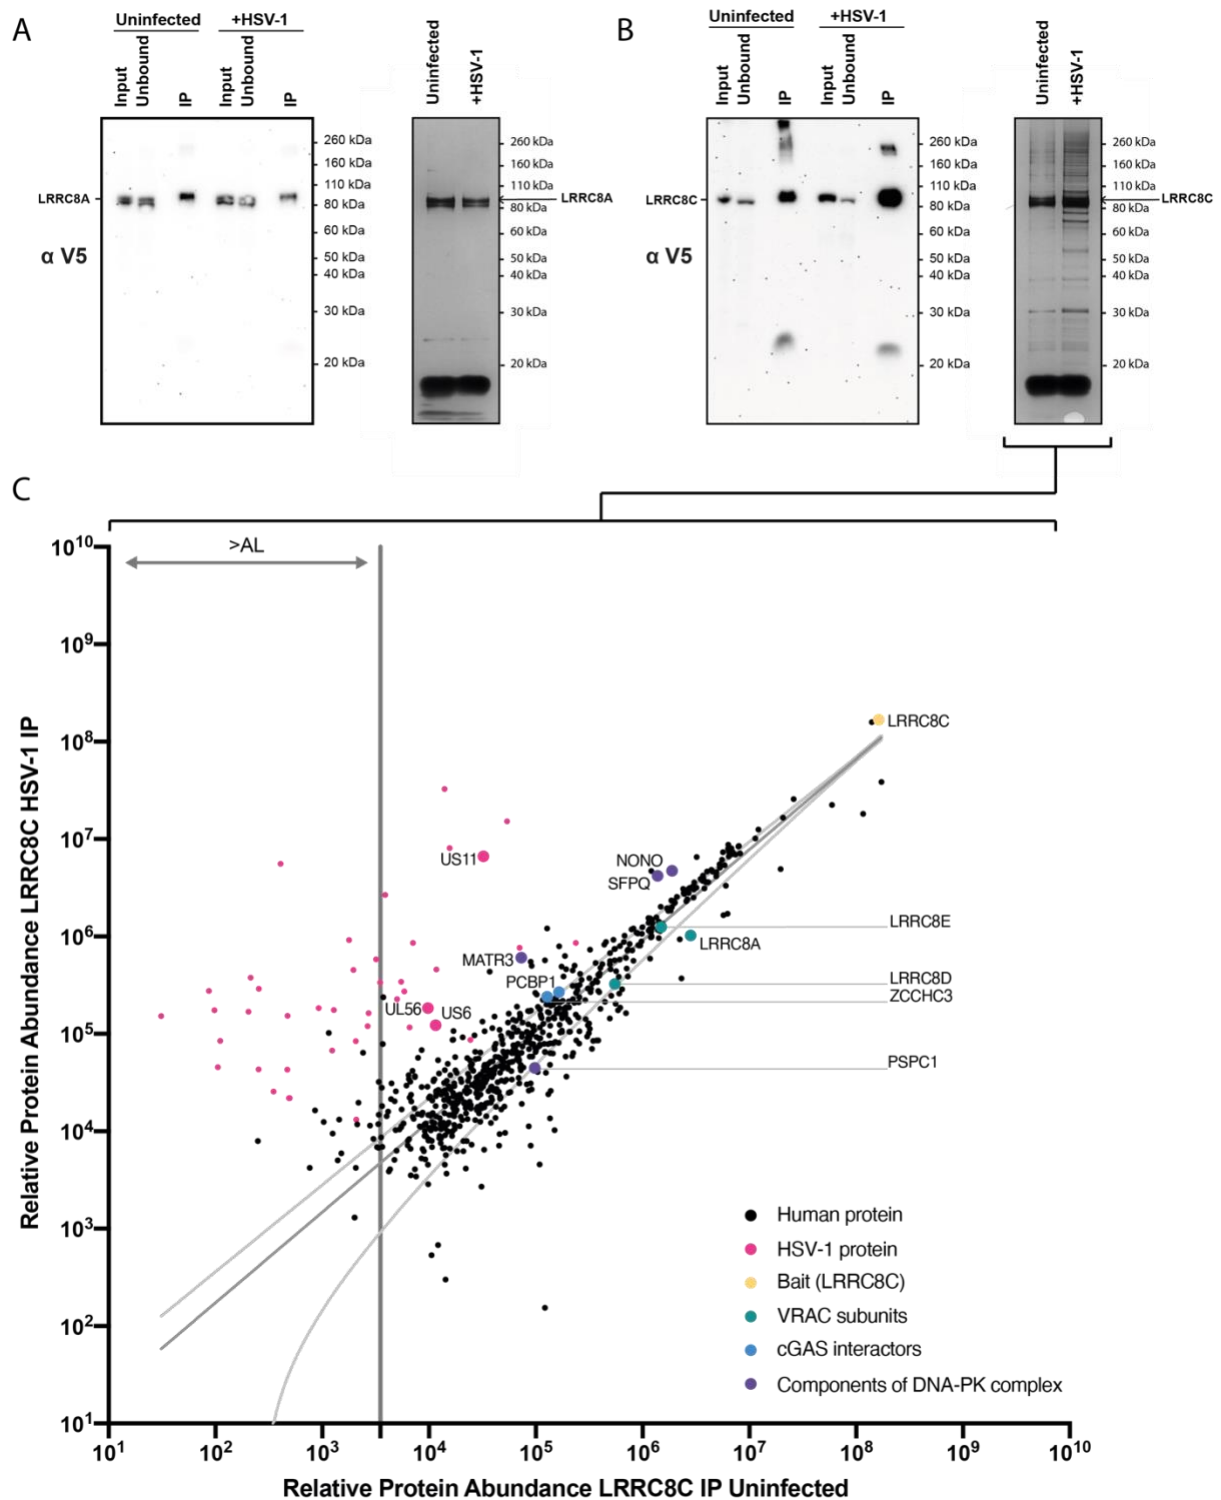 A
Uninfected +HSV-1
Input
Unbound
IP
Input
Unbound
IP
260 kDa
160 kDa
110 kDa
80 kDa
60 kDa
50 kDa
40 kDa
30 kDa
20 kDa
LRRC8A
α V5
Uninfected
+HSV-1
260 kDa
160 kDa
110 kDa
80 kDa
60 kDa
50 kDa
40 kDa
30 kDa
20 kDa
LRRC8A
B
Uninfected +HSV-1
Input
Unbound
IP
Input
Unbound
IP
260 kDa
160 kDa
110 kDa
80 kDa
60 kDa
50 kDa
40 kDa
30 kDa
20 kDa
LRRC8C
α V5
Uninfected
+HSV-1
260 kDa
160 kDa
110 kDa
80 kDa
60 kDa
50 kDa
40 kDa
30 kDa
20 kDa
LRRC8C
C
>AL
10¹⁰
10⁹
10⁸
10⁷
10⁶
10⁵
10⁴
10³
10²
10¹
Relative Protein Abundance LRRC8C HSV-1 IP
LRRC8C
US11
NONO
SFPQ
LRRC8E
LRRC8A
MATR3
PCBP1
LRRC8D
ZCCHC3
UL56
US6
PSPC1
Human protein
HSV-1 protein
Bait (LRRC8C)
VRAC subunits
cGAS interactors
Components of DNA-PK complex
10¹ 10² 10³ 10⁴ 10⁵ 10⁶ 10⁷ 10⁸ 10⁹ 10¹⁰
Relative Protein Abundance LRRC8C IP Uninfected